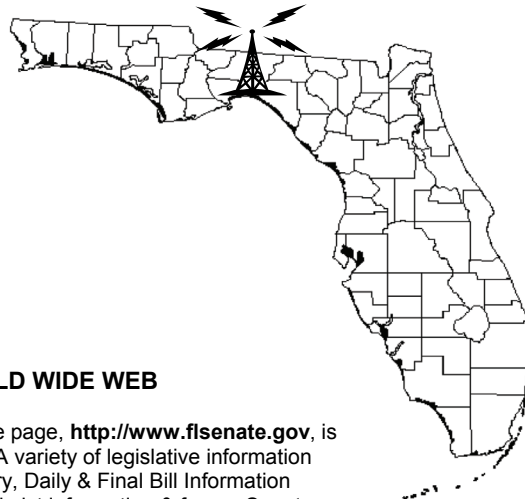 LD WIDE WEB
e page, http://www.flsenate.gov, is
A variety of legislative information
ry, Daily & Final Bill Information